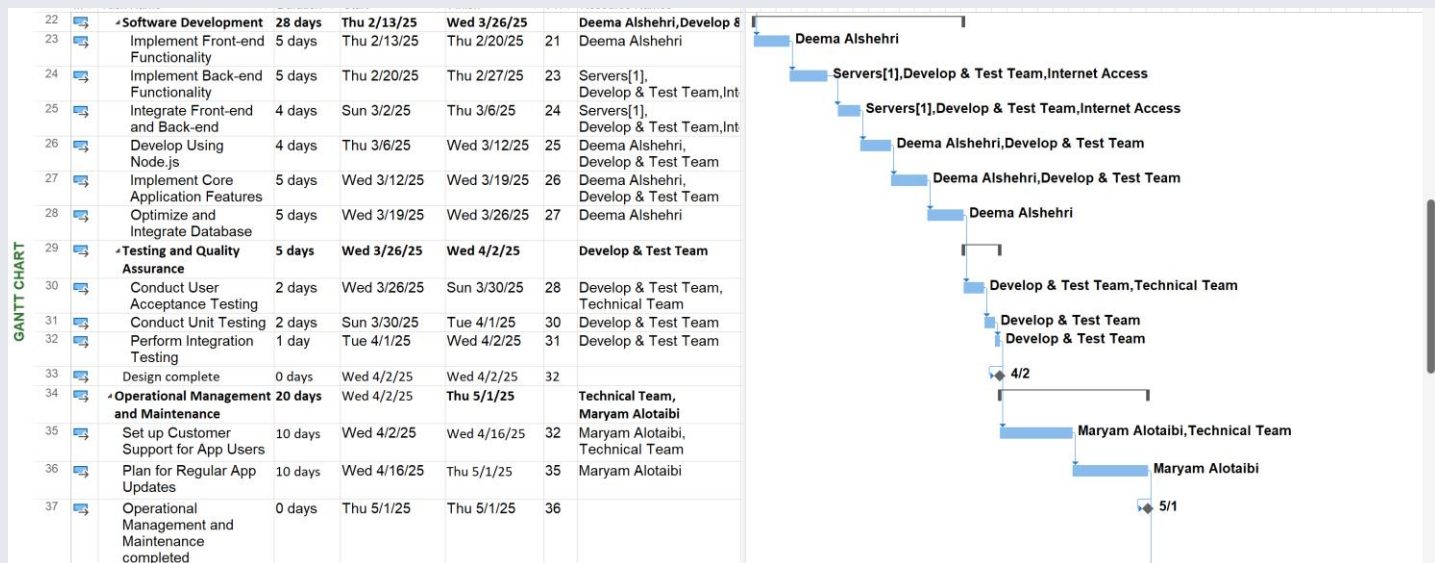 22 Software Development 28 days Thu 2/13/25 Wed 3/26/25 Deema Alshehri,Develop &
23 Implement Front-end 5 days Thu 2/13/25 Thu 2/20/25 21 Deema Alshehri Deema Alshehri
Functionality
24 Implement Back-end 5 days Thu 2/20/25 Thu 2/27/25 23 Servers[1], Servers[1],Develop & Test Team,Internet Access
Functionality Develop & Test Team,Int
25 Integrate Front-end 4 days Sun 3/2/25 Thu 3/6/25 24 Servers[1], Servers[1],Develop & Test Team,Internet Access
and Back-end Develop & Test Team,Int
26 Develop Using 4 days Thu 3/6/25 Wed 3/12/25 25 Deema Alshehri, Deema Alshehri,Develop & Test Team
Node.js Develop & Test Team
27 Implement Core 5 days Wed 3/12/25 Wed 3/19/25 26 Deema Alshehri, Deema Alshehri,Develop & Test Team
Application Features Develop & Test Team
28 Optimize and 5 days Wed 3/19/25 Wed 3/26/25 27 Deema Alshehri Deema Alshehri
Integrate Database
GANTT CHART
29 Testing and Quality 5 days Wed 3/26/25 Wed 4/2/25 Develop & Test Team
Assurance
30 Conduct User 2 days Wed 3/26/25 Sun 3/30/25 28 Develop & Test Team, Develop & Test Team,Technical Team
Acceptance Testing Technical Team
31 Conduct Unit Testing 2 days Sun 3/30/25 Tue 4/1/25 30 Develop & Test Team Develop & Test Team
32 Perform Integration 1 day Tue 4/1/25 Wed 4/2/25 31 Develop & Test Team Develop & Test Team
Testing
33 Design complete 0 days Wed 4/2/25 Wed 4/2/25 32 4/2
34 Operational Management 20 days Wed 4/2/25 Thu 5/1/25 Technical Team,
and Maintenance Maryam Alotaibi
35 Set up Customer 10 days Wed 4/2/25 Wed 4/16/25 32 Maryam Alotaibi, Maryam Alotaibi,Technical Team
Support for App Users Technical Team
36 Plan for Regular App 10 days Wed 4/16/25 Thu 5/1/25 35 Maryam Alotaibi Maryam Alotaibi
Updates
37 Operational 0 days Thu 5/1/25 Thu 5/1/25 36 5/1
Management and
Maintenance
completed